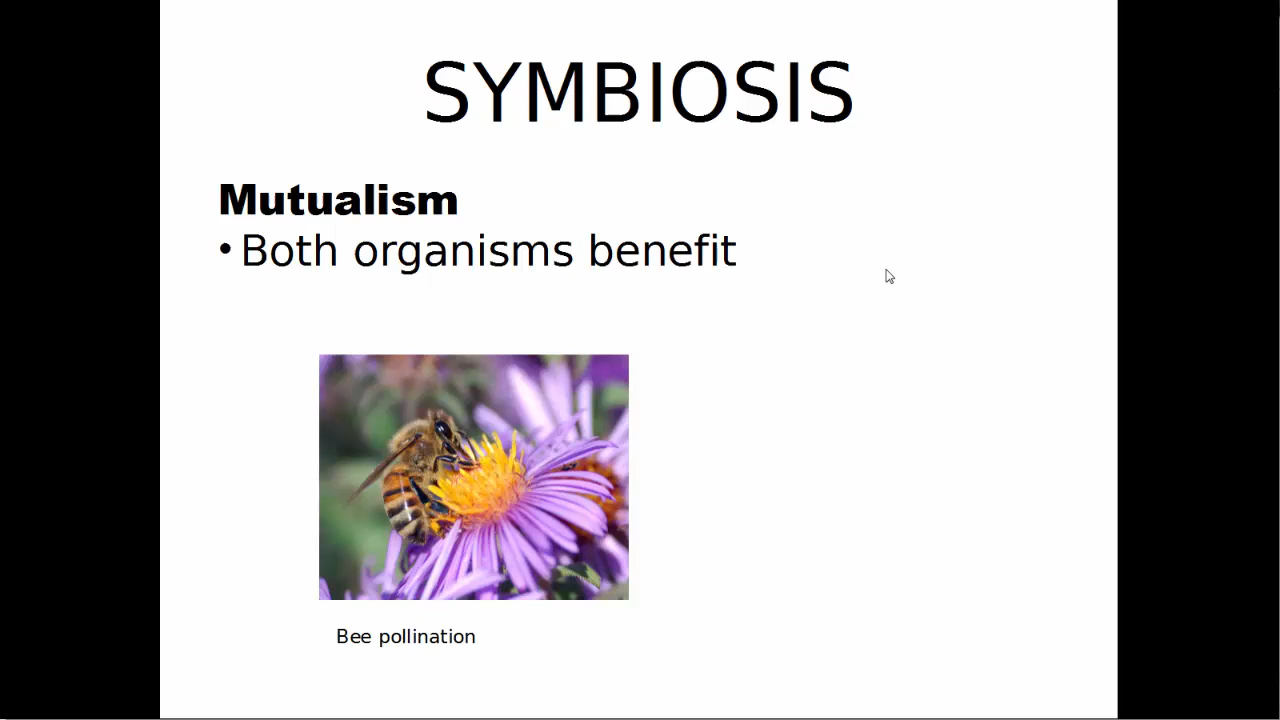 SYMBIOSIS
Mutualism
• Both organisms benefit
Bee pollination